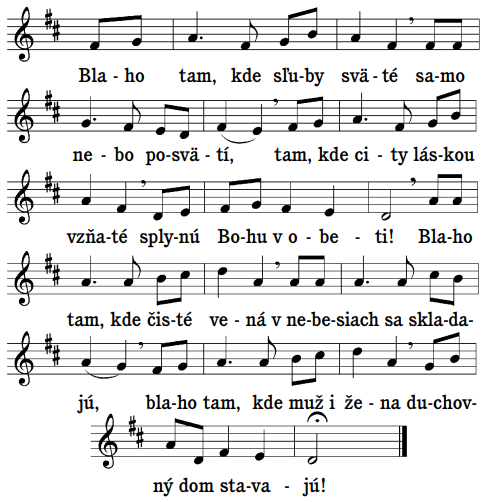 Bla - ho tam, kde sľu-by svä-té sa-mo
ne-bo po-svä-tí, tam, kde ci-ty lás-kou
vzňa-té sply-nú Bo-hu v o-be-ti! Bla-ho
tam, kde čis-té ve-ná v ne-be-siach sa skla-da-
jú, bla-ho tam, kde muž i že-na du-chov-
ný dom sta-va-jú!